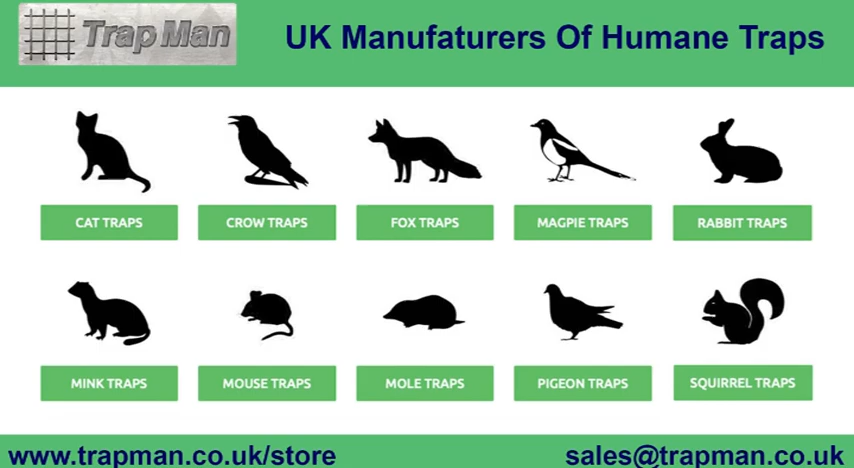 Trap Man
UK Manufaturers Of Humane Traps
CAT TRAPS
CROW TRAPS
FOX TRAPS
MAGPIE TRAPS
RABBIT TRAPS
MINK TRAPS
MOUSE TRAPS
MOLE TRAPS
PIGEON TRAPS
SQUIRREL TRAPS
www.trapman.co.uk/store
sales@trapman.co.uk